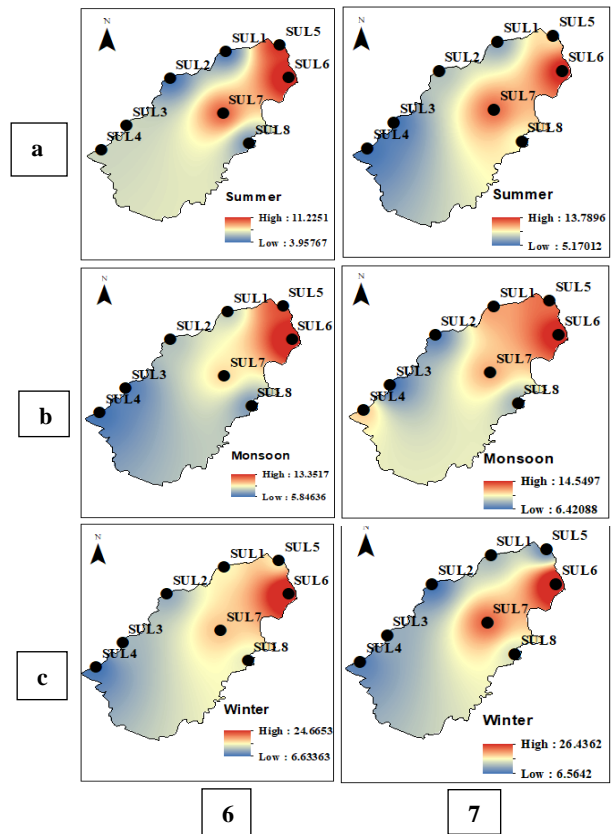 N
SUL5
SUL1
SUL6
SUL2
SUL7
SUL3
SUL8
SUL4
Summer
High : 11.2251
Low : 3.95767
N
SUL5
SUL1
SUL6
SUL2
SUL7
SUL3
SUL8
SUL4
Summer
High : 13.7896
Low : 5.17012
a
N
SUL5
SUL1
SUL6
SUL2
SUL7
SUL3
SUL8
SUL4
Monsoon
High : 13.3517
Low : 5.84636
N
SUL5
SUL1
SUL6
SUL2
SUL7
SUL3
SUL8
SUL4
Monsoon
High : 14.5497
Low : 6.42088
b
N
SUL5
SUL1
SUL6
SUL2
SUL7
SUL3
SUL8
SUL4
Winter
High : 24.6653
Low : 6.63363
N
SUL5
SUL1
SUL6
SUL2
SUL7
SUL3
SUL8
SUL4
Winter
High : 26.4362
Low : 6.5642
c
6
7